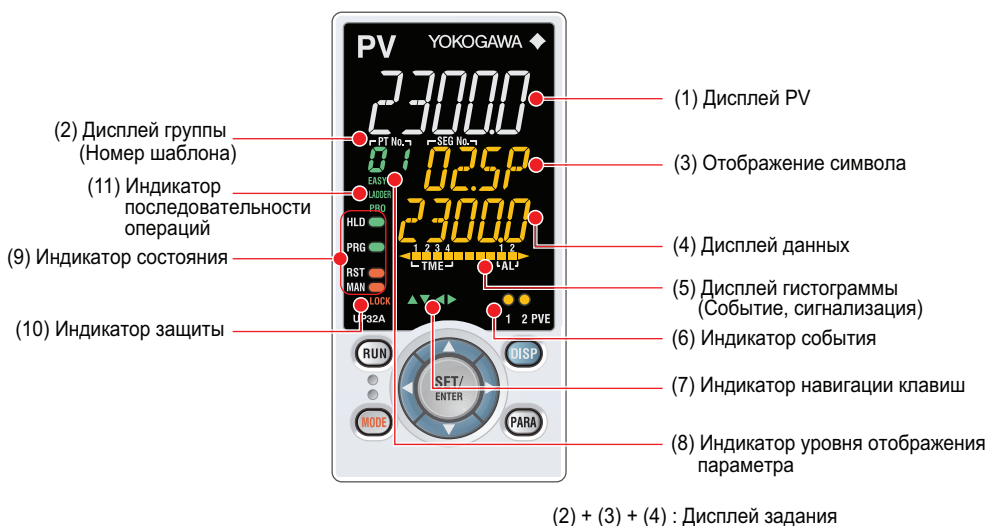 PV YOKOGAWA
2300.0
(1) Дисплей PV
(2) Дисплей группы
(Номер шаблона)
PT No. SEG No.
01 02.SP
(3) Отображение символа
EASY
LADDER
PRO
(11) Индикатор
последовательности
операций
2300.0
(4) Дисплей данных
HLD
PRG
RST
MAN
(9) Индикатор состояния
1 2 3 4 1 2
TME AL
(5) Дисплей гистограммы
(Событие, сигнализация)
LOCK
(10) Индикатор защиты
UP32A
1 2 PVE
(6) Индикатор события
RUN
DISP
SET/
ENTER
(7) Индикатор навигации клавиш
MODE
PARA
(8) Индикатор уровня отображения
параметра
(2) + (3) + (4) : Дисплей задания